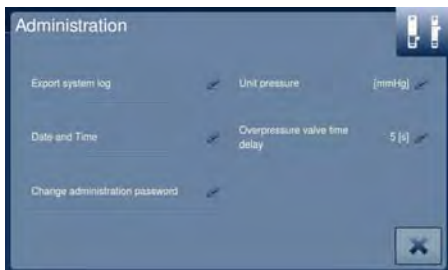 Administration
Export system log
Unit pressure
[mmHg]
Date and Time
Overpressure valve time
delay
5 [s]
Change administration password